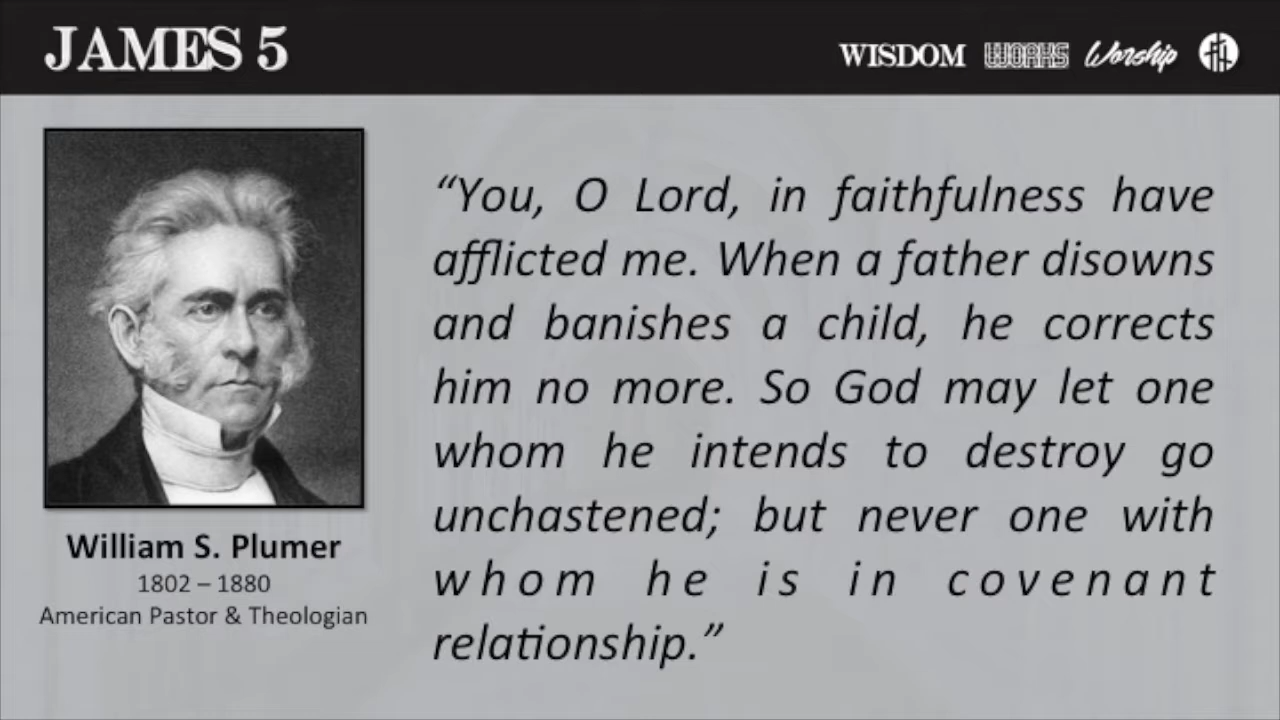 JAMES 5
WISDOM WORKS Worship
William S. Plumer
1802 – 1880
American Pastor & Theologian
“You, O Lord, in faithfulness have
afflicted me. When a father disowns
and banishes a child, he corrects
him no more. So God may let one
whom he intends to destroy go
unchastened; but never one with
whom he is in covenant
relationship.”